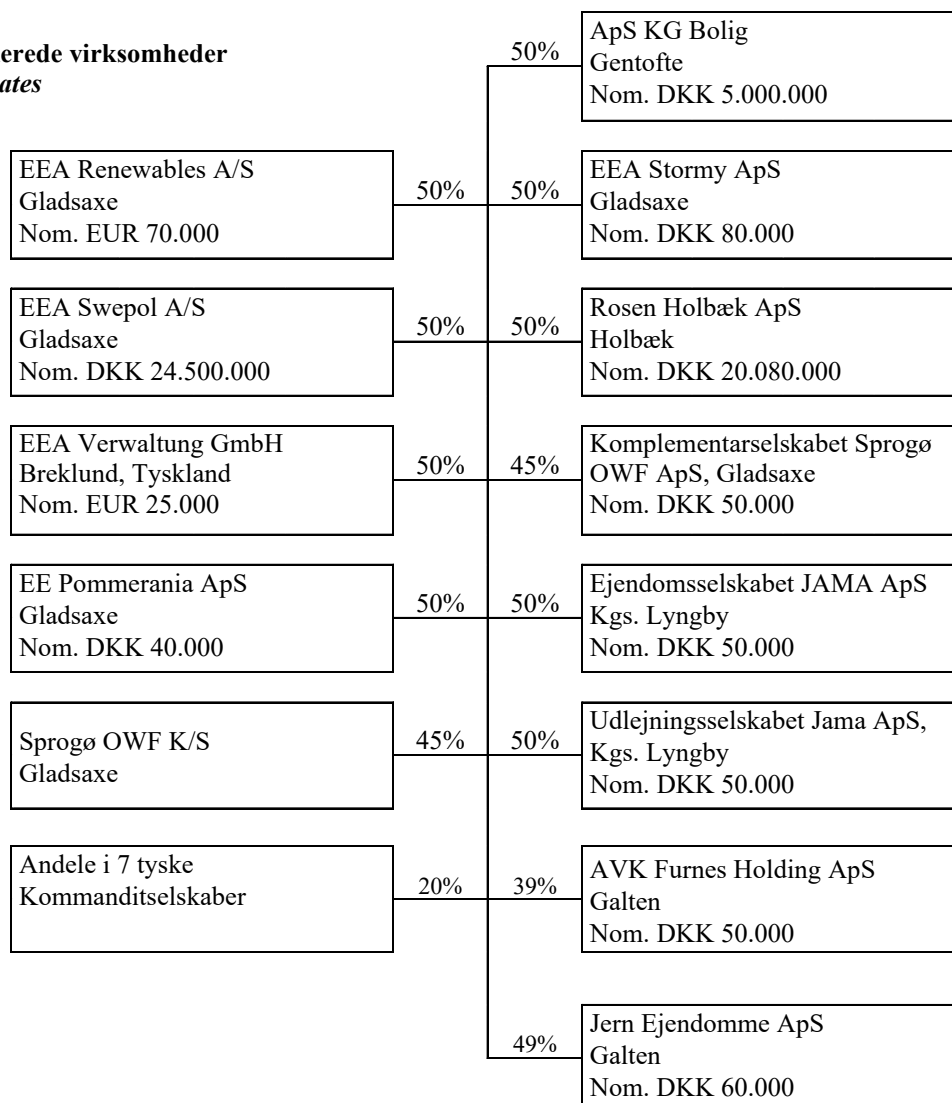 erede virksomheder
ates
50%
ApS KG Bolig
Gentofte
Nom. DKK 5.000.000
EEA Renewables A/S
Gladsaxe
Nom. EUR 70.000
50%
50%
EEA Stormy ApS
Gladsaxe
Nom. DKK 80.000
EEA Swepol A/S
Gladsaxe
Nom. DKK 24.500.000
50%
50%
Rosen Holbæk ApS
Holbæk
Nom. DKK 20.080.000
EEA Verwaltung GmbH
Breklund, Tyskland
Nom. EUR 25.000
50%
45%
Komplementarselskabet Sprogø
OWF ApS, Gladsaxe
Nom. DKK 50.000
EE Pommerania ApS
Gladsaxe
Nom. DKK 40.000
50%
50%
Ejendomsselskabet JAMA ApS
Kgs. Lyngby
Nom. DKK 50.000
Sprogø OWF K/S
Gladsaxe
45%
50%
Udlejningsselskabet Jama ApS,
Kgs. Lyngby
Nom. DKK 50.000
Andele i 7 tyske
Kommanditselskaber
20%
39%
AVK Furnes Holding ApS
Galten
Nom. DKK 50.000
49%
Jern Ejendomme ApS
Galten
Nom. DKK 60.000